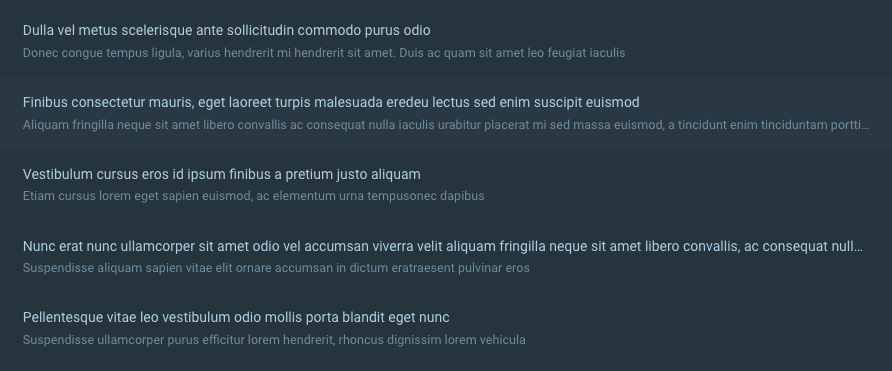 Dulla vel metus scelerisque ante sollicitudin commodo purus odio
Donec congue tempus ligula, varius hendrerit mi hendrerit sit amet. Duis ac quam sit amet leo feugiat iaculis
Finibus consectetur mauris, eget laoreet turpis malesuada eredeu lectus sed enim suscipit euismod
Aliquam fringilla neque sit amet libero convallis ac consequat nulla iaculis urabitur placerat mi sed massa euismod, a tincidunt enim tinciduntam portti…
Vestibulum cursus eros id ipsum finibus a pretium justo aliquam
Etiam cursus lorem eget sapien euismod, ac elementum urna tempusonec dapibus
Nunc erat nunc ullamcorper sit amet odio vel accumsan viverra velit aliquam fringilla neque sit amet libero convallis, ac consequat null…
Suspendisse aliquam sapien vitae elit ornare accumsan in dictum eratraesent pulvinar eros
Pellentesque vitae leo vestibulum odio mollis porta blandit eget nunc
Suspendisse ullamcorper purus efficitur lorem hendrerit, rhoncus dignissim lorem vehicula